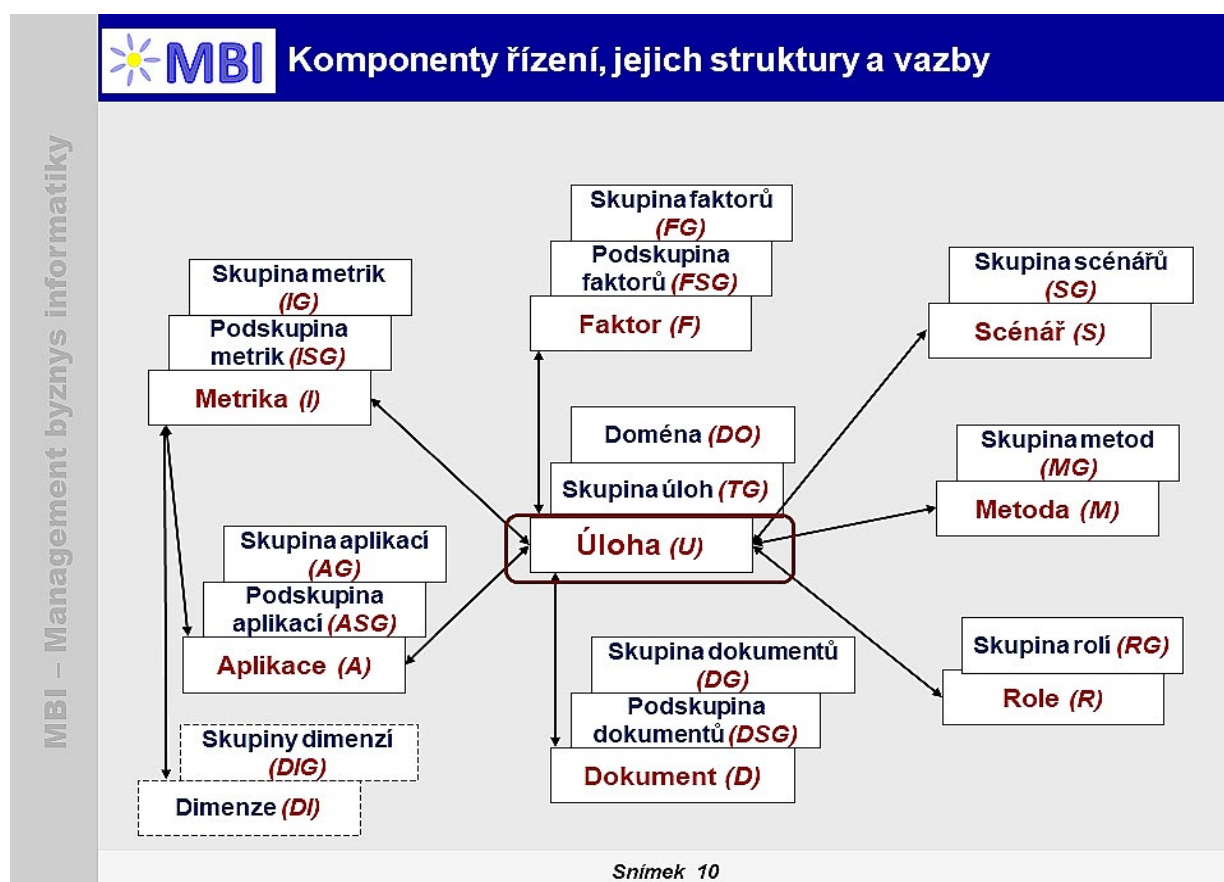 MBI
Komponenty řízení, jejich struktury a vazby
MBI – Management byznys informatiky
Skupina faktorů
(FG)
Podskupina
faktorů (FSG)
Faktor (F)
Skupina metrik
(IG)
Podskupina
metrik (ISG)
Metrika (I)
Skupina scénářů
(SG)
Scénář (S)
Doména (DO)
Skupina úloh (TG)
Úloha (U)
Skupina metod
(MG)
Metoda (M)
Skupina aplikací
(AG)
Podskupina
aplikací (ASG)
Aplikace (A)
Skupina dokumentů
(DG)
Podskupina
dokumentů (DSG)
Dokument (D)
Skupina rolí (RG)
Role (R)
Skupiny dimenzí
(DIG)
Dimenze (DI)
Snímek 10